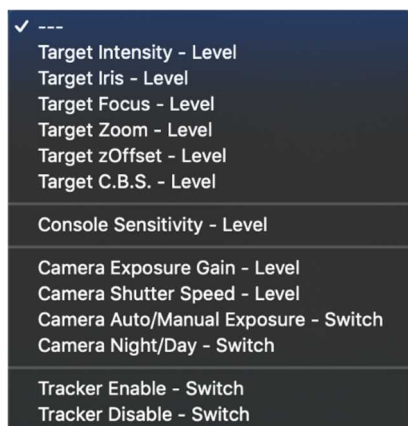 ---
Target Intensity - Level
Target Iris - Level
Target Focus - Level
Target Zoom - Level
Target zOffset - Level
Target C.B.S. - Level
Console Sensitivity - Level
Camera Exposure Gain - Level
Camera Shutter Speed - Level
Camera Auto/Manual Exposure - Switch
Camera Night/Day - Switch
Tracker Enable - Switch
Tracker Disable - Switch